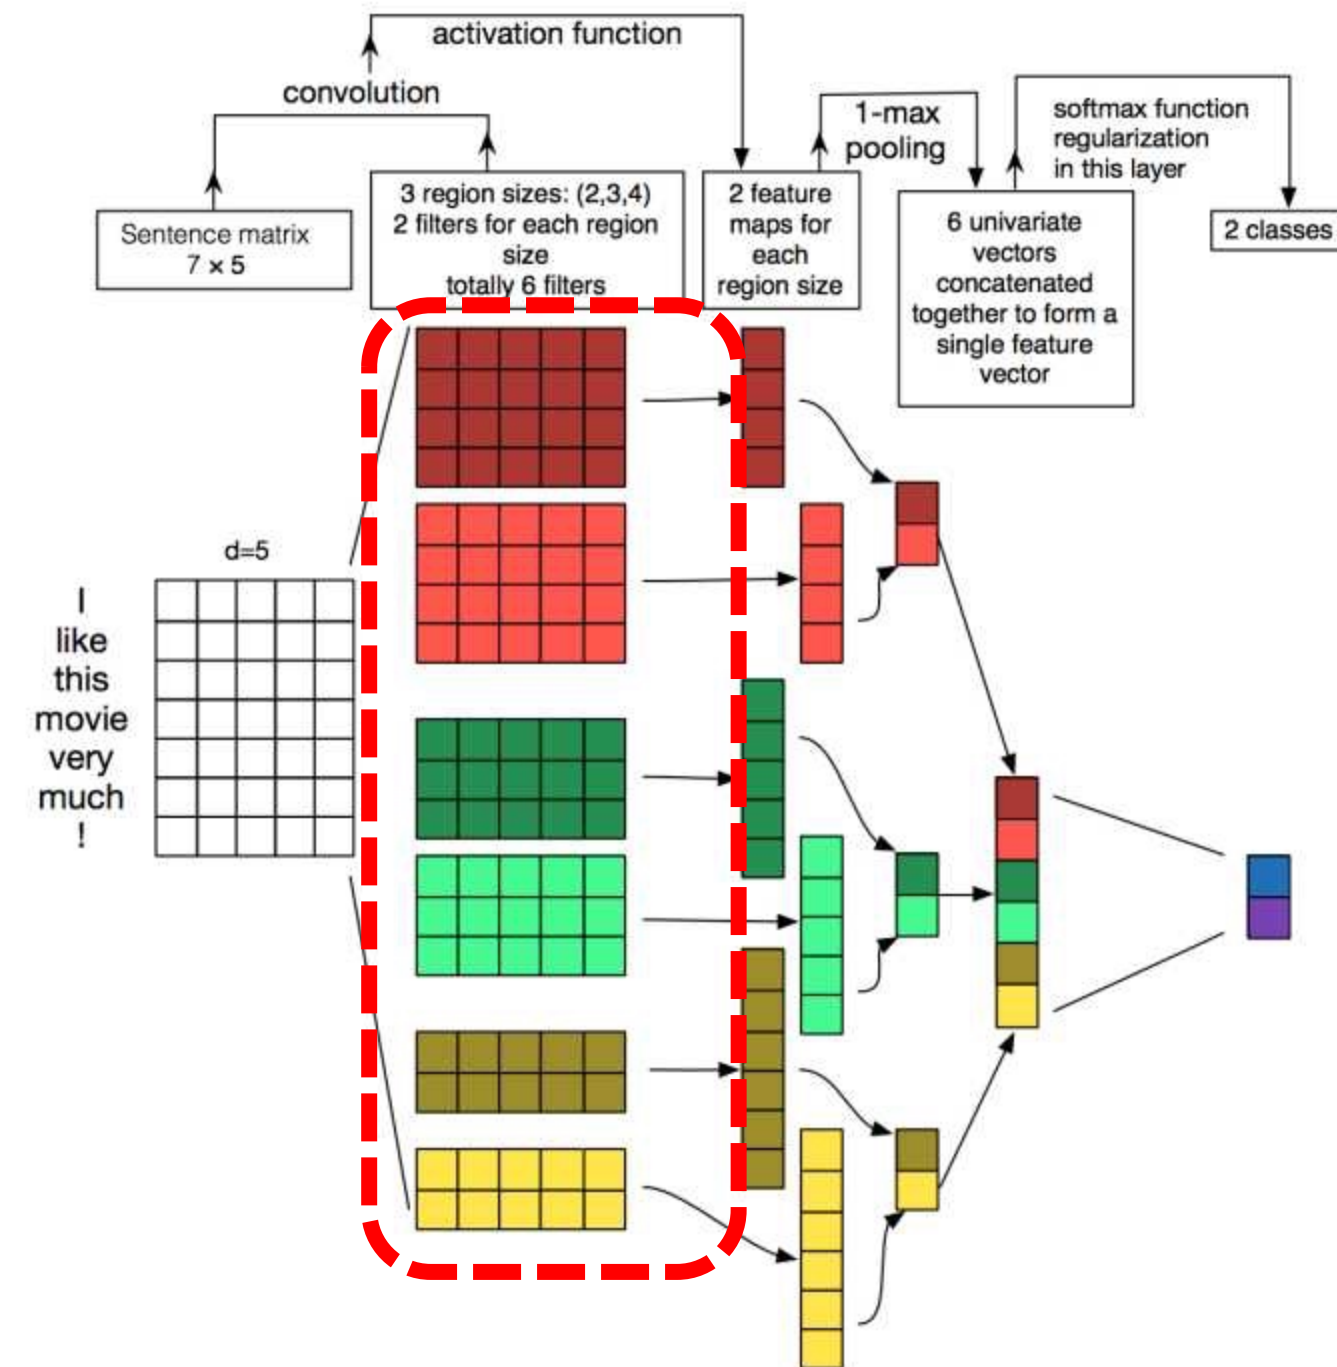 activation function
convolution
1-max
pooling
softmax function
regularization
in this layer
Sentence matrix
7 × 5
3 region sizes: (2,3,4)
2 filters for each region
size
totally 6 filters
2 feature
maps for
each
region size
6 univariate
vectors
concatenated
together to form a
single feature
vector
2 classes
d=5
I
like
this
movie
very
much
!